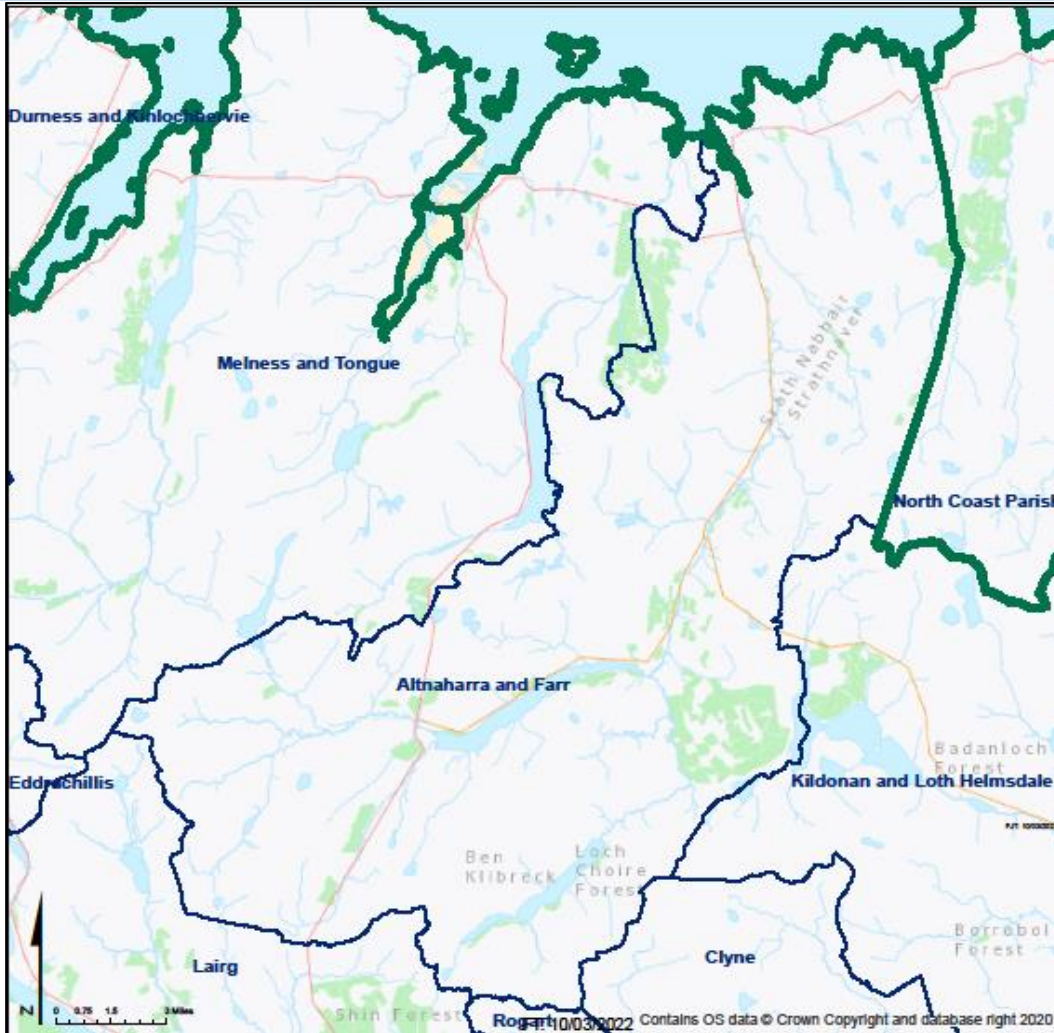 Durness and Kinlochbervie
Melness and Tongue
Srath Nabhair
/ Strathnaver
North Coast Parish
Altnaharra and Farr
Badanloch
Forest
Eddrachillis
Kildonan and Loth Helmsdale
Ben
Klibreck
Loch
Choire
Forest
Borrobol
Forest
Clyne
Lairg
N
0 0.75 1.5 3 Miles
Shin Forest
Rogart
10/03/2022 Contains OS data © Crown Copyright and database right 2020